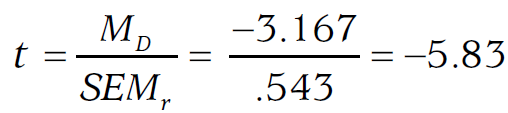 t = M_D / SEM_r = −3.167 / .543 = −5.83